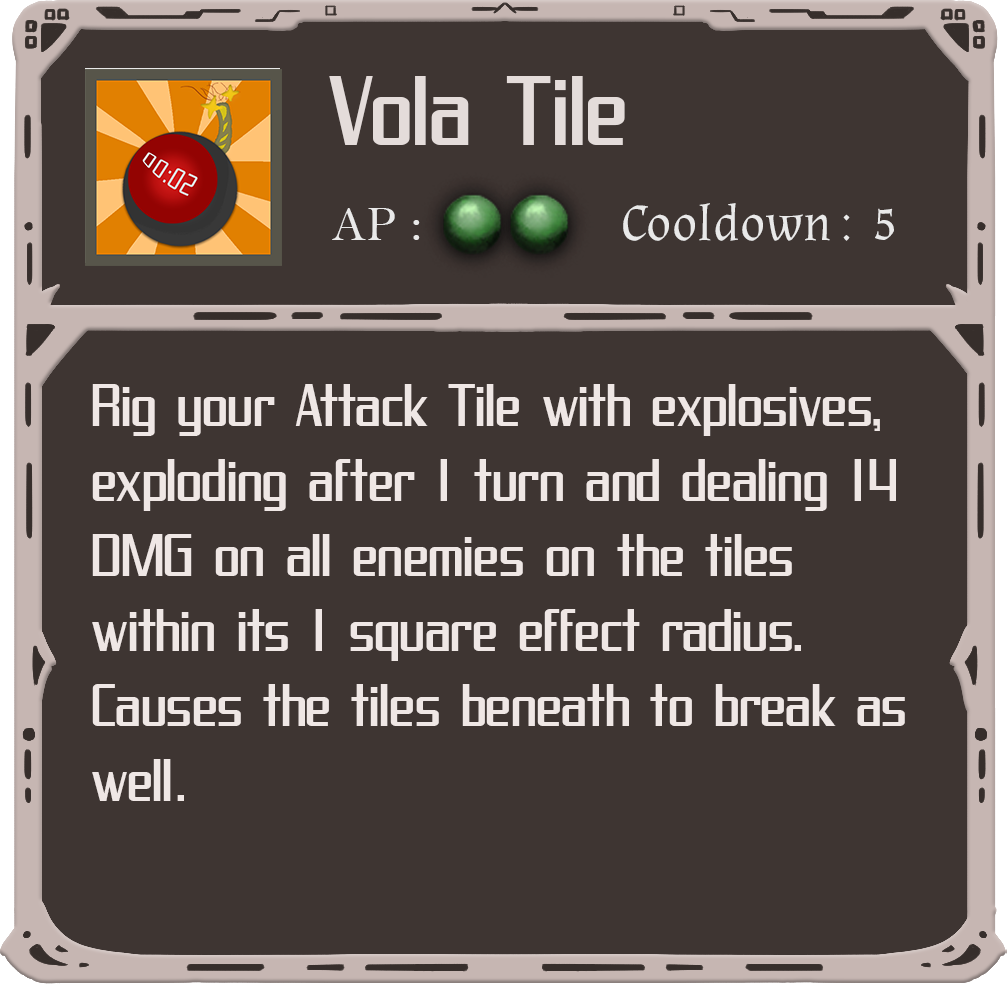 Vola Tile
00:02
AP :
Cooldown : 5
Rig your Attack Tile with explosives,
exploding after 1 turn and dealing 14
DMG on all enemies on the tiles
within its 1 square effect radius.
Causes the tiles beneath to break as
well.